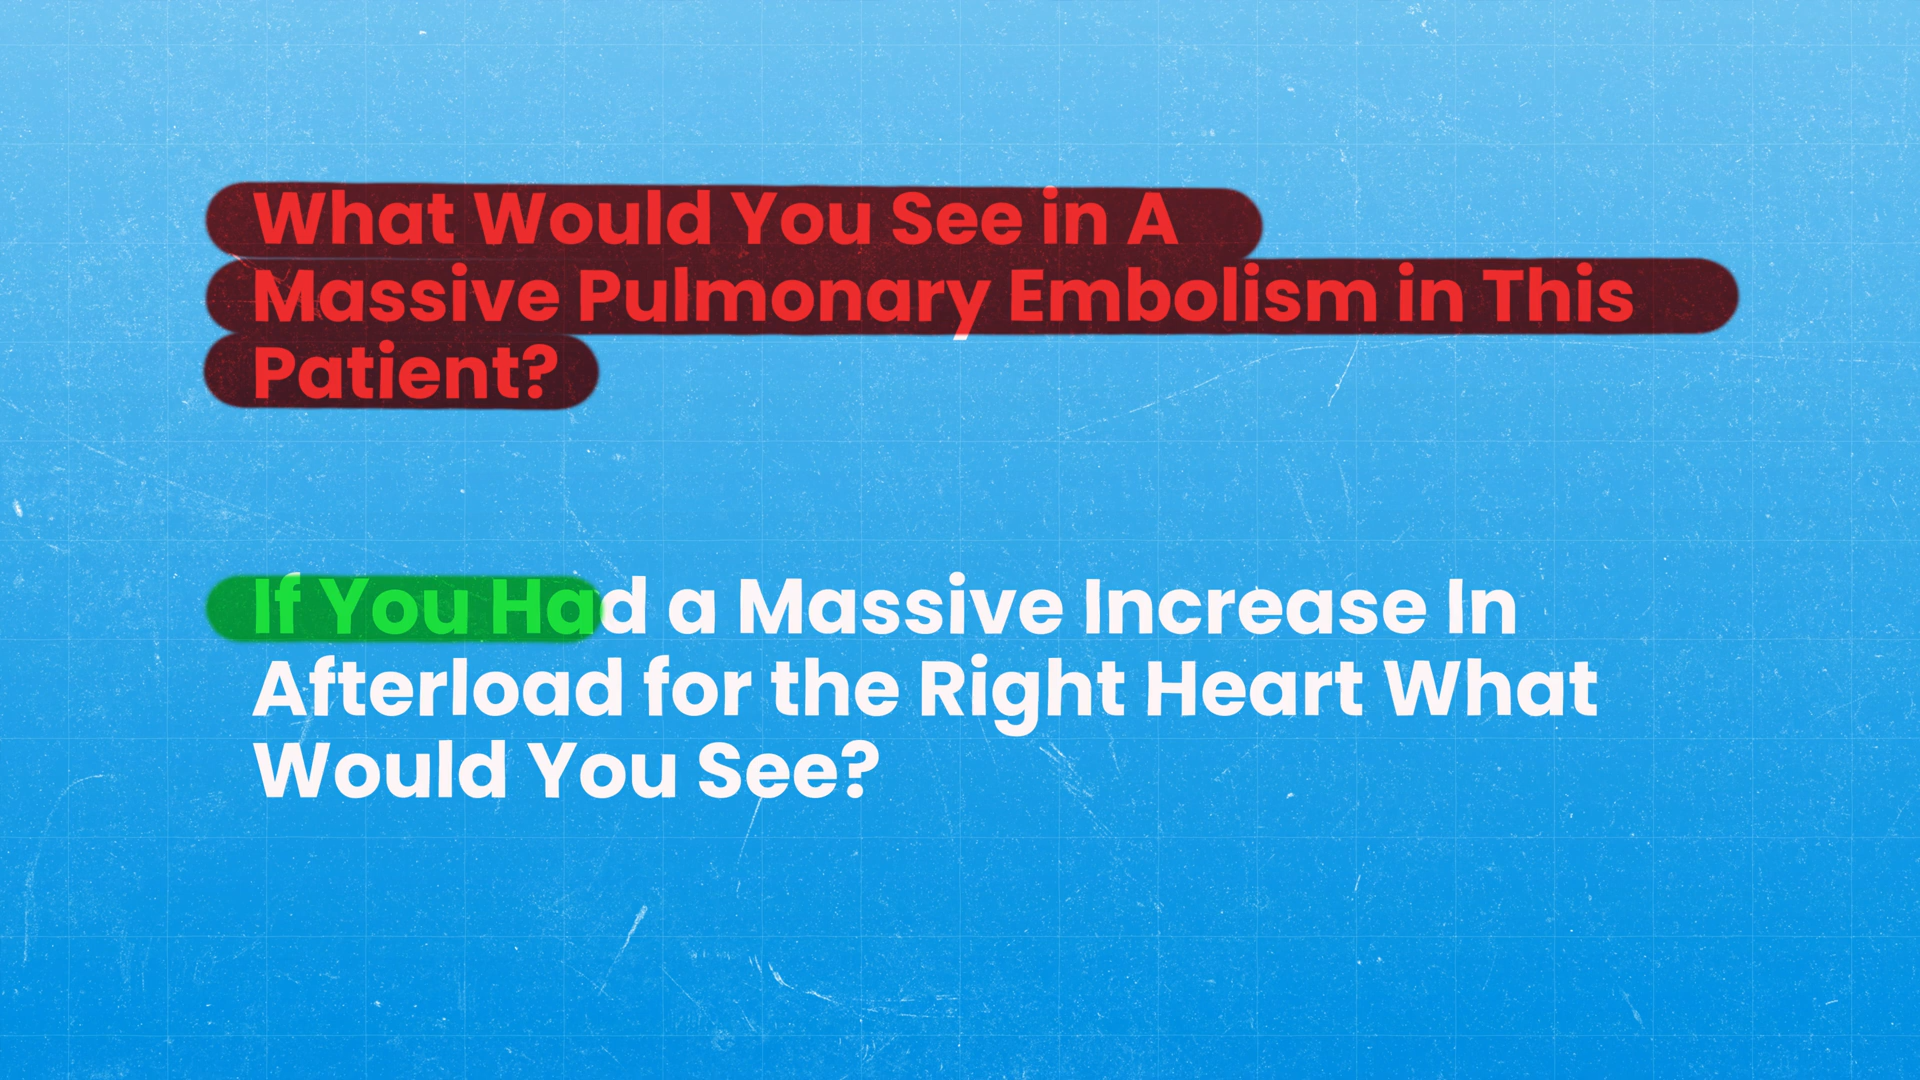 What Would You See in A
Massive Pulmonary Embolism in This
Patient?
If You Had a Massive Increase In
Afterload for the Right Heart What
Would You See?